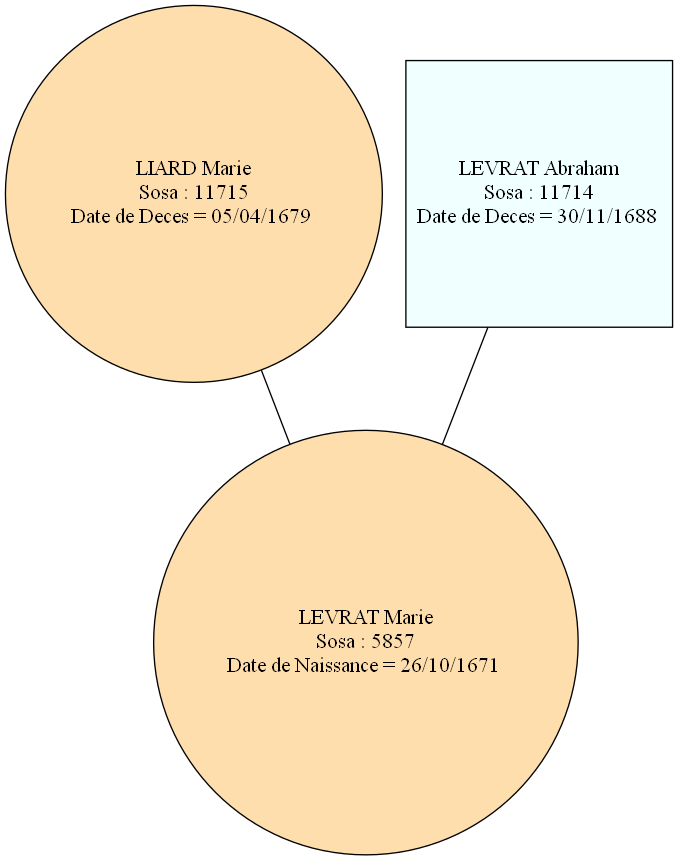 LIARD Marie
Sosa : 11715
Date de Deces = 05/04/1679
LEVRAT Abraham
Sosa : 11714
Date de Deces = 30/11/1688
LEVRAT Marie
Sosa : 5857
Date de Naissance = 26/10/1671